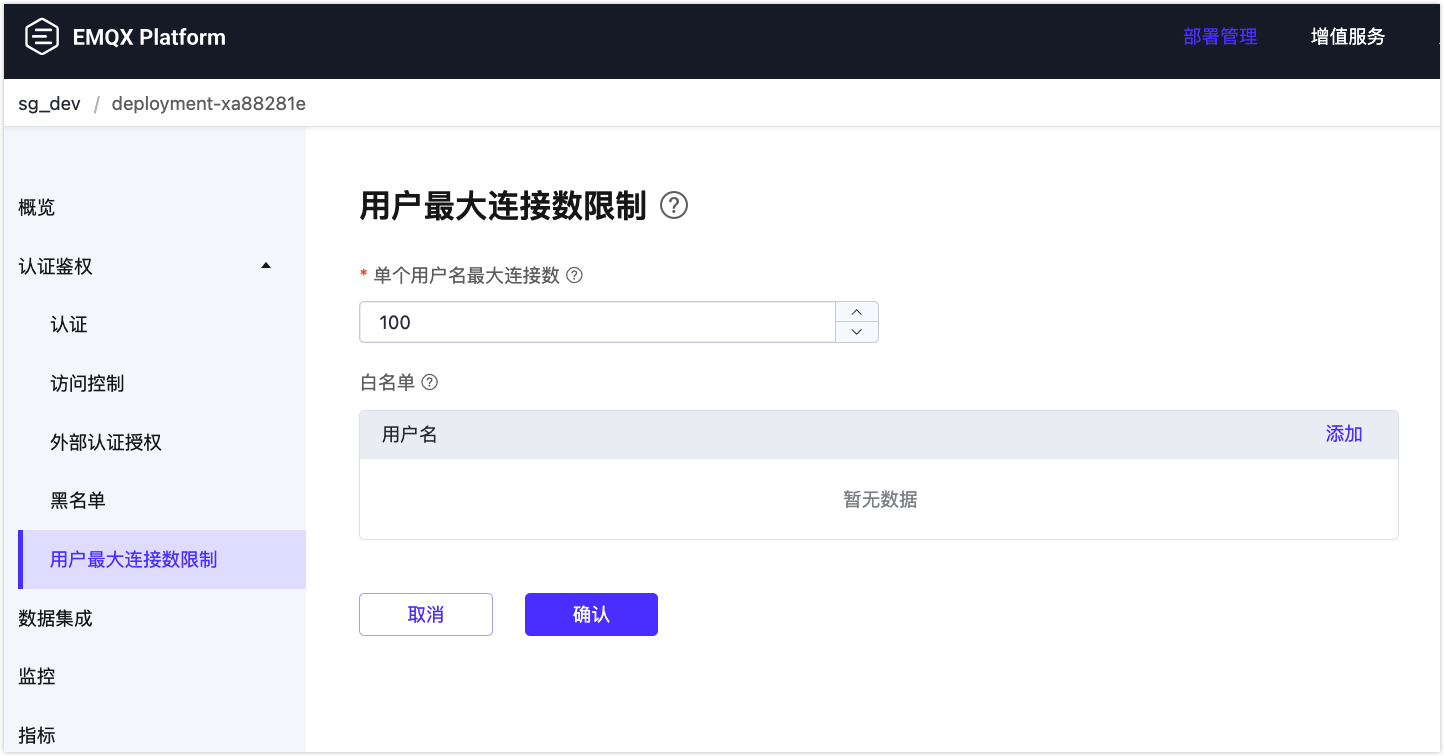 EMQX Platform
部署管理
增值服务
sg_dev / deployment-xa88281e
概览
认证鉴权
认证
访问控制
外部认证授权
黑名单
用户最大连接数限制
数据集成
监控
指标
用户最大连接数限制 ?
* 单个用户名最大连接数 ?
100
白名单 ?
用户名
添加
暂无数据
取消
确认